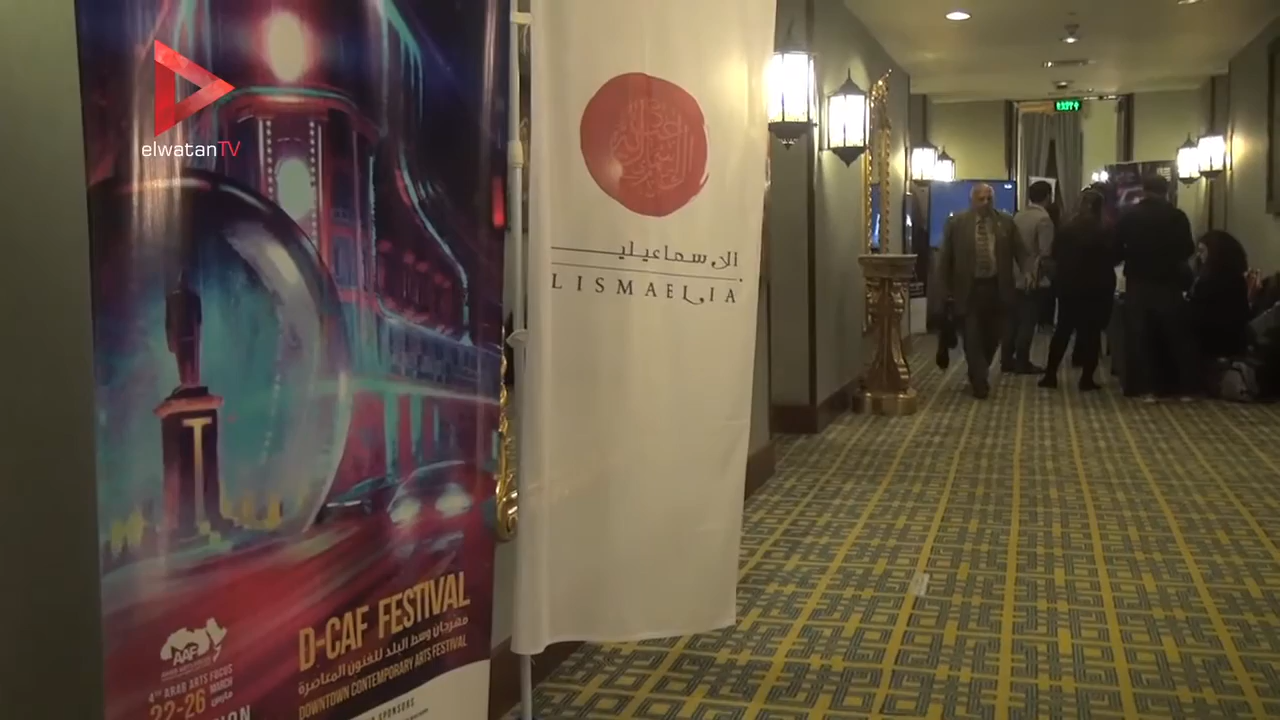 elwatanTV
الإسماعيلية
LISMAELIA
D-CAF FESTIVAL
مهرجان وسط البلد للفنون المعاصرة
DOWNTOWN CONTEMPORARY ARTS FESTIVAL
AAF
4TH ARAB ARTS FOCUS
22-26 MARCH مارس
SPONSORS